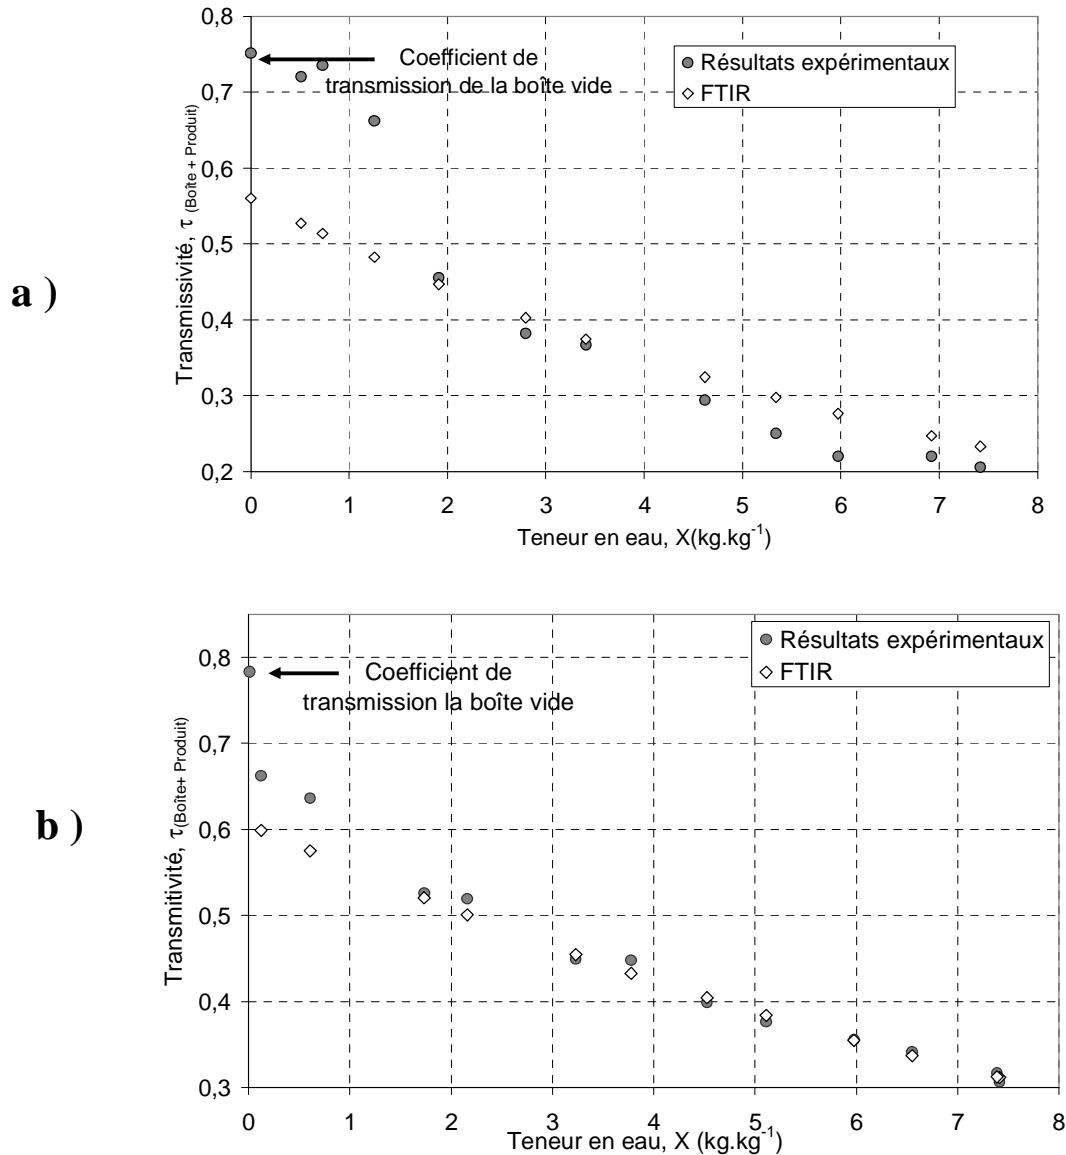 0,8
0,7
0,6
0,5
0,4
0,3
0,2
Transmissivité, τ (Boîte + Produit)
Coefficient de
transmission de la boîte vide
Résultats expérimentaux
FTIR
a )
0 1 2 3 4 5 6 7 8
Teneur en eau, X(kg.kg-1)
0,8
0,7
0,6
0,5
0,4
0,3
Transmitivité, τ(Boîte+ Produit)
Coefficient de
transmission la boîte vide
Résultats expérimentaux
FTIR
b )
0 1 2 3 4 5 6 7 8
Teneur en eau, X (kg.kg-1)